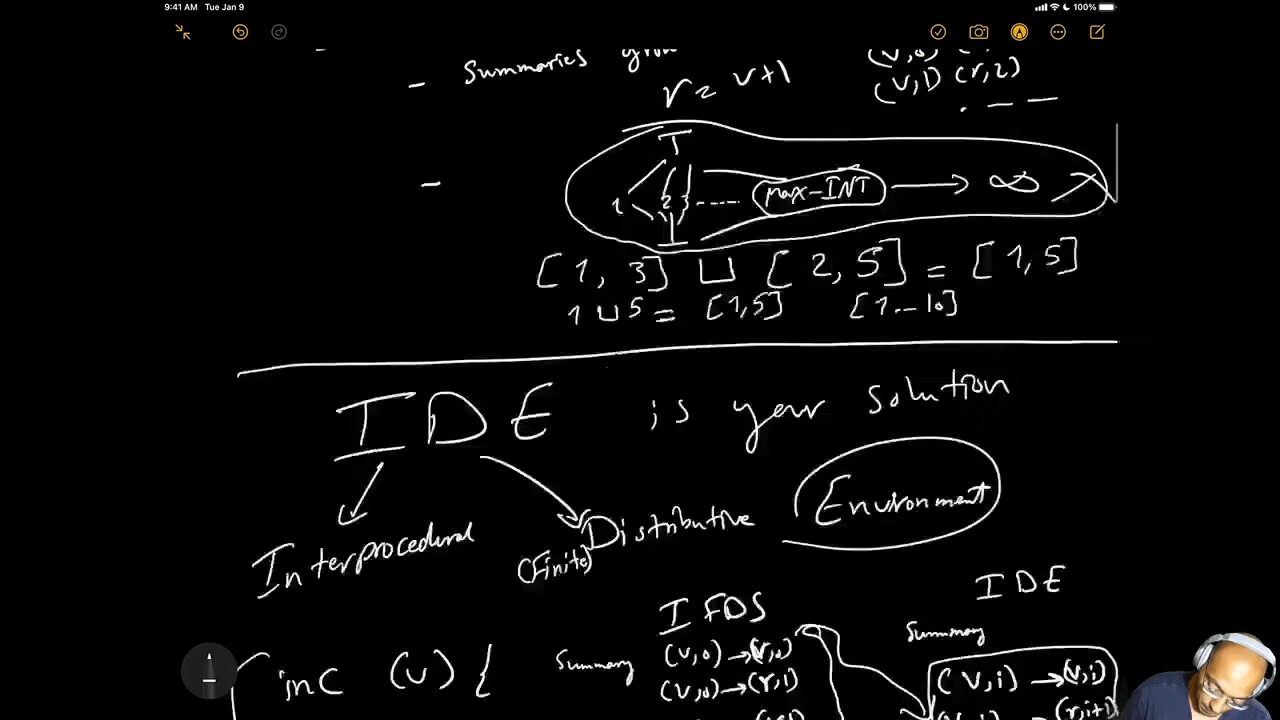 9:41 AM Tue Jan 9
100%
- Summaries
r = v+1
(v,1) (r,2)
. - - -
-
T
1 2 3 ---- max-INT → ∞
⊥
[1, 3] ⊔ [2, 5] = [1, 5]
1 ⊔ 5 = [1,5] [1..10]
IDE is your solution
Environment
Distributive
Interprocedural
(Finite)
IFDS
IDE
Summary
inc (v) {
Summary
(v,0) → (r,1)
(v,i) → (v,i)
(r,i+1)